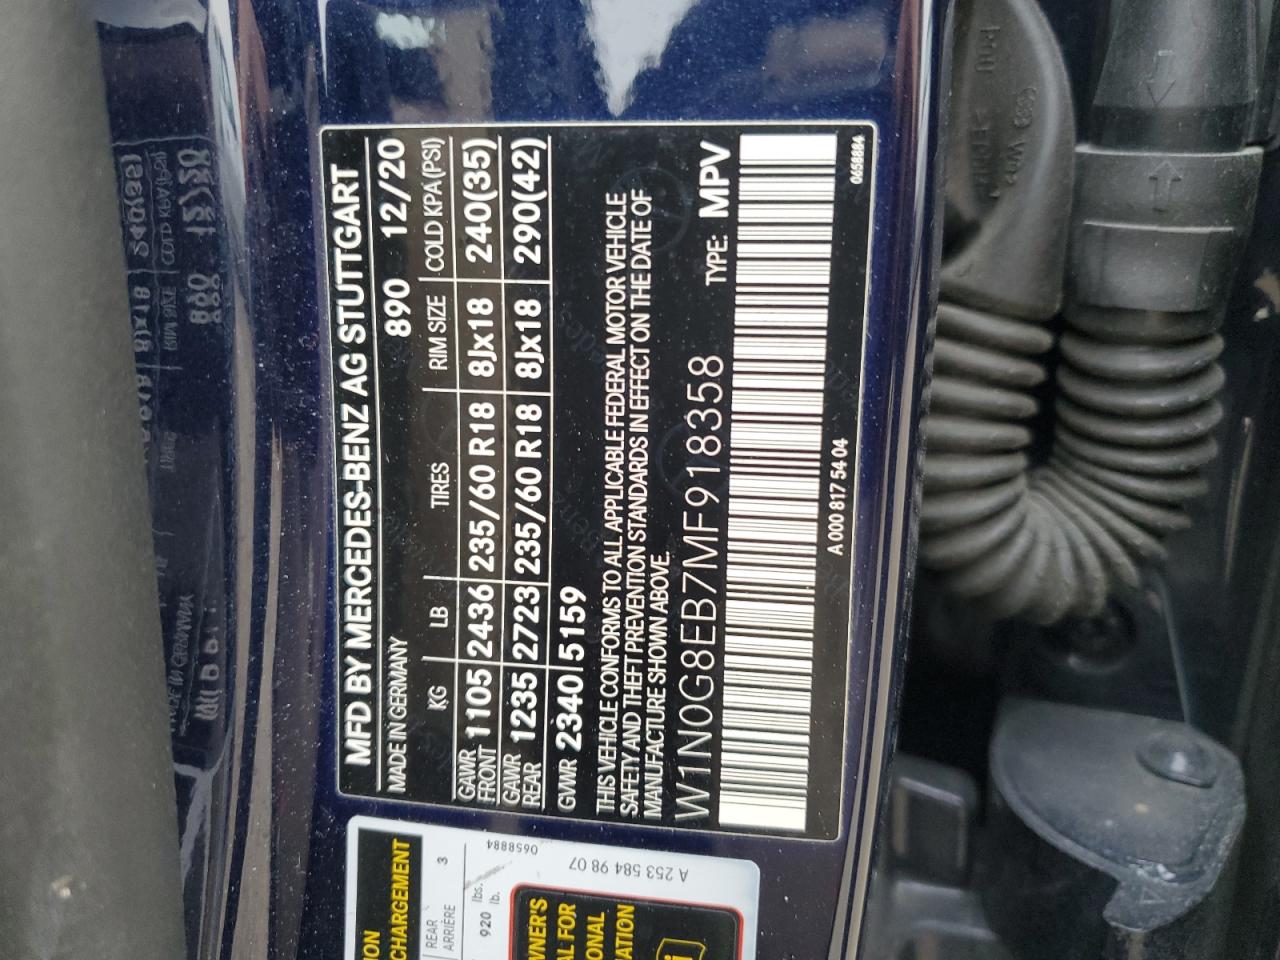 MFD BY MERCEDES-BENZ AG STUTTGART
MADE IN GERMANY 890 12/20
KG LB TIRES RIM SIZE COLD KPA(PSI)
GAWR FRONT 1105 2436 235/60 R18 8Jx18 240(35)
GAWR REAR 1235 2723 235/60 R18 8Jx18 290(42)
GVWR 2340 5159
THIS VEHICLE CONFORMS TO ALL APPLICABLE FEDERAL MOTOR VEHICLE
SAFETY AND THEFT PREVENTION STANDARDS IN EFFECT ON THE DATE OF
MANUFACTURE SHOWN ABOVE.
W1N0G8EB7MF918358 TYPE: MPV
A 000 817 54 04
0658884
CHARGEMENT
REAR 3
ARRIÈRE
920 lbs.
lb.
0658884
A 253 584 98 07